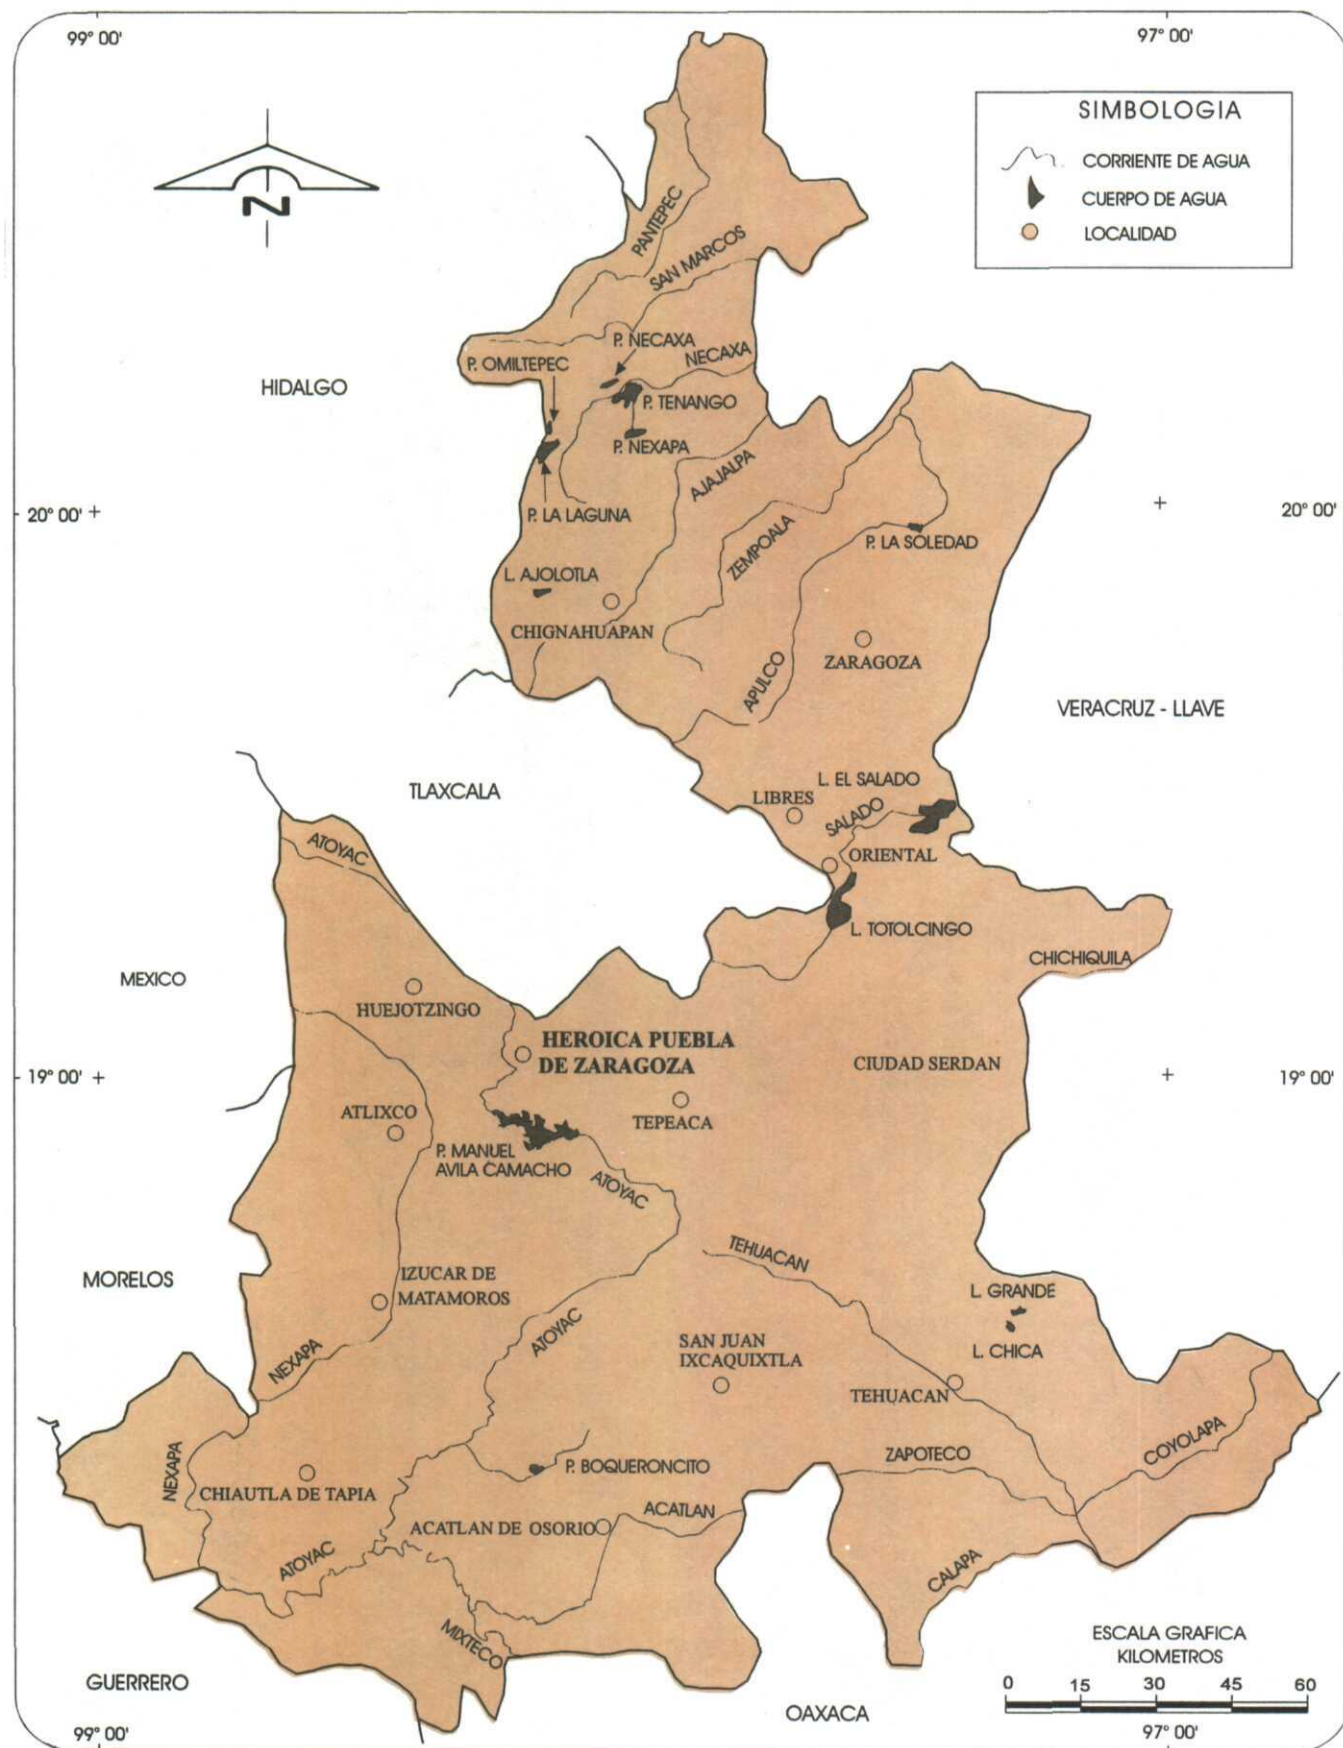 99° 00'
97° 00'
SIMBOLOGIA
CORRIENTE DE AGUA
CUERPO DE AGUA
LOCALIDAD
N
PANTEPEC
SAN MARCOS
P. NECAXA
NECAXA
P. OMILTEPEC
HIDALGO
P. TENANGO
P. NEXAPA
AJAJALPA
20° 00'
P. LA LAGUNA
20° 00'
ZEMPOALA
P. LA SOLEDAD
L. AJOLOTLA
CHIGNAHUAPAN
ZARAGOZA
APULCO
VERACRUZ - LLAVE
TLAXCALA
L. EL SALADO
LIBRES
SALADO
ATOYAC
ORIENTAL
L. TOTOLCINGO
CHICHIQUILA
MEXICO
HUEJOTZINGO
HEROICA PUEBLA
DE ZARAGOZA
CIUDAD SERDAN
19° 00'
19° 00'
ATLIXCO
TEPEACA
P. MANUEL
AVILA CAMACHO
ATOYAC
TEHUACAN
MORELOS
IZUCAR DE
MATAMOROS
L. GRANDE
ATOYAC
SAN JUAN
IXCAQUIXTLA
L. CHICA
NEXAPA
TEHUACAN
NEXAPA
COYOLAPA
ZAPOTECO
P. BOQUERONCITO
CHIAUTLA DE TAPIA
ACATLAN
ACATLAN DE OSORIO
ATOYAC
CALAPA
MIXTECO
ESCALA GRAFICA
KILOMETROS
GUERRERO
0 15 30 45 60
OAXACA
99° 00'
97° 00'